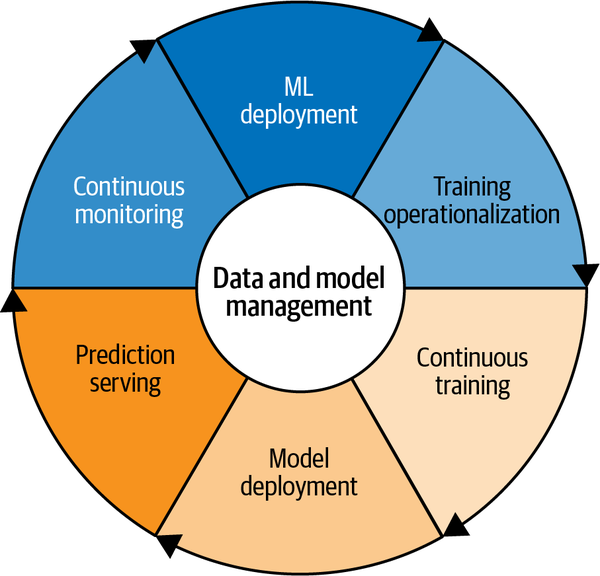 ML
deployment
Training
operationalization
Continuous
training
Model
deployment
Prediction
serving
Continuous
monitoring
Data and model
management